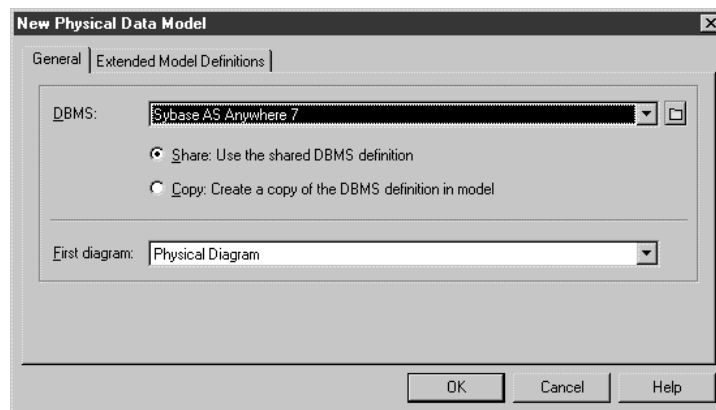 New Physical Data Model
General
Extended Model Definitions
DBMS:
Sybase AS Anywhere 7
Share: Use the shared DBMS definition
Copy: Create a copy of the DBMS definition in model
First diagram:
Physical Diagram
OK
Cancel
Help